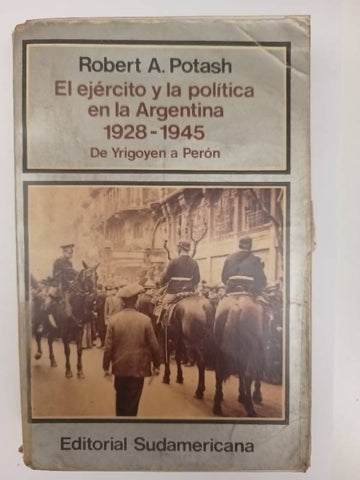 Robert A. Potash
El ejército y la política
en la Argentina
1928-1945
De Yrigoyen a Perón
Editorial Sudamericana